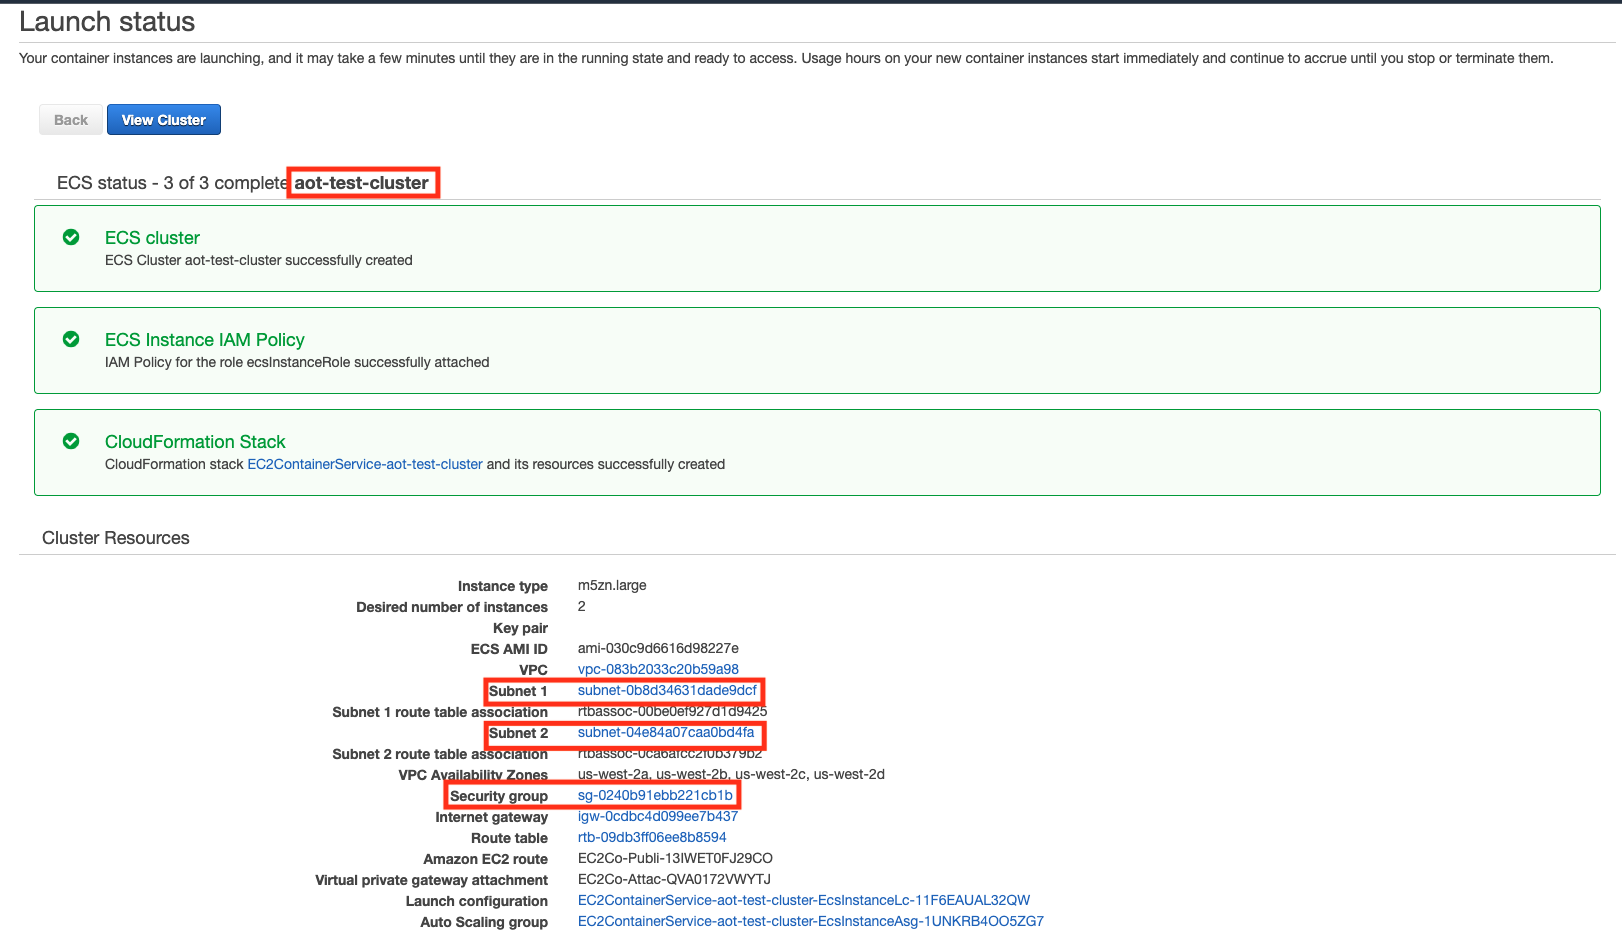 Launch status
Your container instances are launching, and it may take a few minutes until they are in the running state and ready to access. Usage hours on your new container instances start immediately and continue to accrue until you stop or terminate them.
Back View Cluster
ECS status - 3 of 3 complete aot-test-cluster
ECS cluster
ECS Cluster aot-test-cluster successfully created
ECS Instance IAM Policy
IAM Policy for the role ecsInstanceRole successfully attached
CloudFormation Stack
CloudFormation stack EC2ContainerService-aot-test-cluster and its resources successfully created
Cluster Resources
Instance type m5zn.large
Desired number of instances 2
Key pair
ECS AMI ID ami-030c9d6616d98227e
VPC vpc-083b2033c20b59a98
Subnet 1 subnet-0b8d34631dade9dcf
Subnet 1 route table association rtbassoc-00be0ef927d1d9425
Subnet 2 subnet-04e84a07caa0bd4fa
Subnet 2 route table association rtbassoc-0ca6afcc2f0b379b2
VPC Availability Zones us-west-2a, us-west-2b, us-west-2c, us-west-2d
Security group sg-0240b91ebb221cb1b
Internet gateway igw-0cdbc4d099ee7b437
Route table rtb-09db3ff06ee8b8594
Amazon EC2 route EC2Co-Publi-13IWET0FJ29CO
Virtual private gateway attachment EC2Co-Attac-QVA0172VWYTJ
Launch configuration EC2ContainerService-aot-test-cluster-EcsInstanceLc-11F6EAUAL32QW
Auto Scaling group EC2ContainerService-aot-test-cluster-EcsInstanceAsg-1UNKRB4OO5ZG7